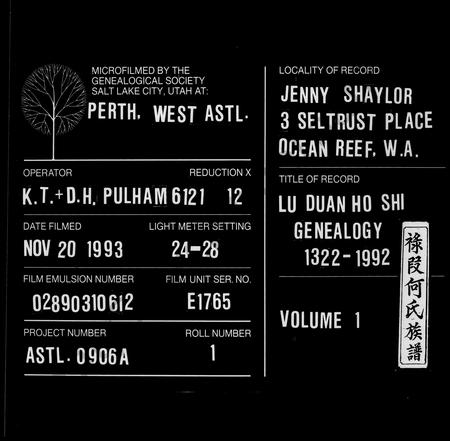 MICROFILMED BY THE
GENEALOGICAL SOCIETY
SALT LAKE CITY, UTAH AT:
PERTH, WEST ASTL.
OPERATOR
REDUCTION X
K.T.+D.H. PULHAM 6121 12
DATE FILMED
LIGHT METER SETTING
NOV 20 1993
24-28
FILM EMULSION NUMBER
FILM UNIT SER. NO.
02890310612
E1765
PROJECT NUMBER
ROLL NUMBER
ASTL. 0906A
1
LOCALITY OF RECORD
JENNY SHAYLOR
3 SELTRUST PLACE
OCEAN REEF, W.A.
TITLE OF RECORD
LU DUAN HO SHI
GENEALOGY
1322-1992
VOLUME 1
祿段何氏族譜